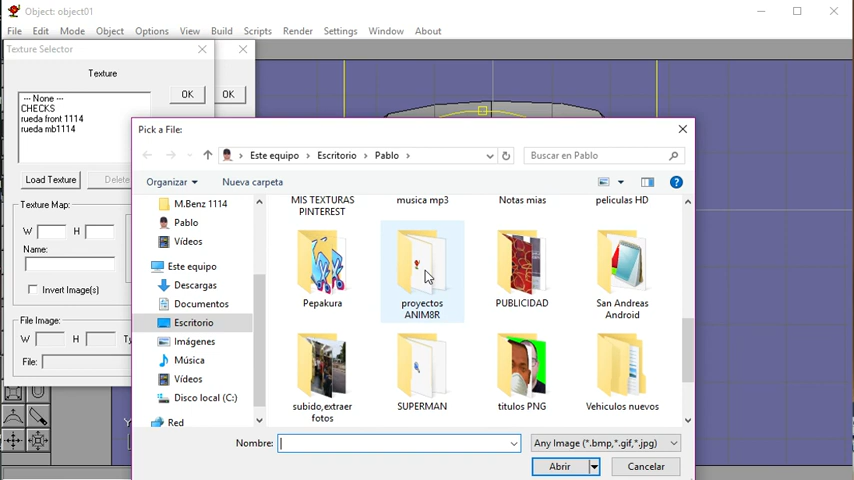 Object: object01
File Edit Mode Object Options View Build Scripts Render Settings Window About
Texture Selector
Texture
OK
OK
--- None ---
CHECKS
rueda front 1114
rueda mb1114
Load Texture
Delete
Texture Map:
W H
Name:
Invert Image(s)
File Image:
W H Ty
File:
Pick a File:
Este equipo > Escritorio > Pablo >
Buscar en Pablo
Organizar
Nueva carpeta
M.Benz 1114
Pablo
Vídeos
Este equipo
Descargas
Documentos
Escritorio
Imágenes
Música
Vídeos
Disco local (C:)
Red
MIS TEXTURAS
PINTEREST
musica mp3
Notas mias
peliculas HD
Pepakura
proyectos
ANIM8R
PUBLICIDAD
San Andreas
Android
subido,extraer
fotos
SUPERMAN
titulos PNG
Vehiculos nuevos
Nombre:
Any Image (*.bmp,*.gif,*.jpg)
Abrir
Cancelar